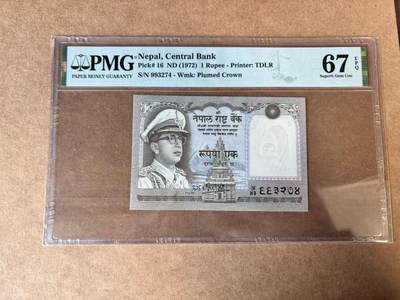 PMG
PAPER MONEY GUARANTY
Nepal, Central Bank
Pick# 16 ND (1972) 1 Rupee - Printer: TDLR
S/N 993274 - Wmk: Plumed Crown
67 EPQ
Superb Gem Unc
नेपाल राष्ट्र बैंक
रूपैयाँ एक
९९३२७४